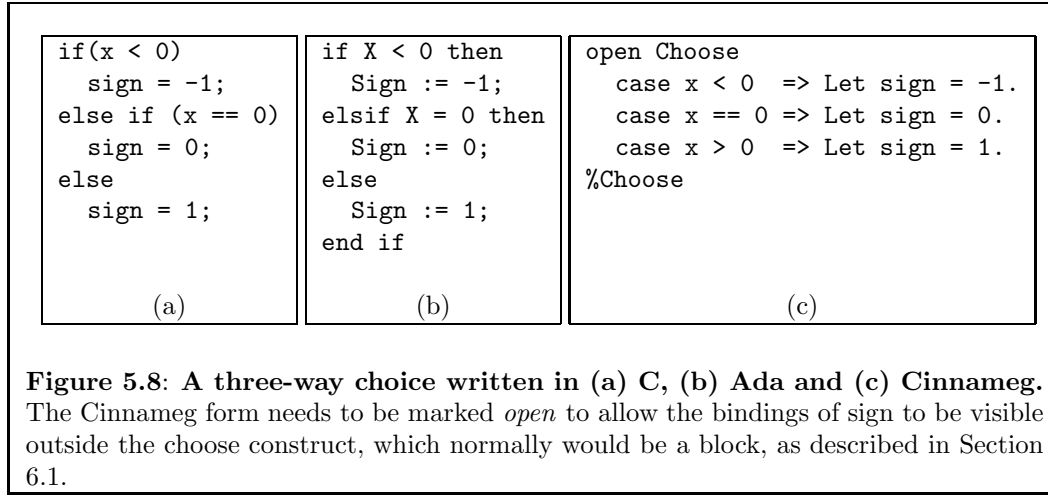 if(x < 0)
  sign = -1;
else if (x == 0)
  sign = 0;
else
  sign = 1;
(a)
if X < 0 then
  Sign := -1;
elsif X = 0 then
  Sign := 0;
else
  Sign := 1;
end if
(b)
open Choose
  case x < 0  => Let sign = -1.
  case x == 0 => Let sign = 0.
  case x > 0  => Let sign = 1.
%Choose
(c)
Figure 5.8: A three-way choice written in (a) C, (b) Ada and (c) Cinnameg.
The Cinnameg form needs to be marked open to allow the bindings of sign to be visible
outside the choose construct, which normally would be a block, as described in Section
6.1.